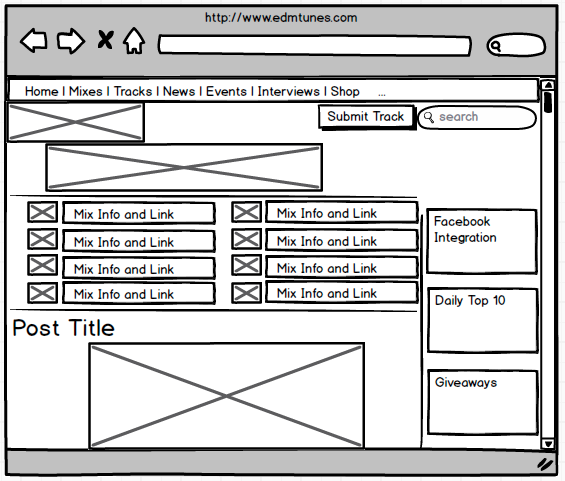 http://www.edmtunes.com
Home | Mixes | Tracks | News | Events | Interviews | Shop ...
Submit Track
search
Mix Info and Link
Mix Info and Link
Mix Info and Link
Mix Info and Link
Mix Info and Link
Mix Info and Link
Mix Info and Link
Mix Info and Link
Facebook
Integration
Daily Top 10
Giveaways
Post Title